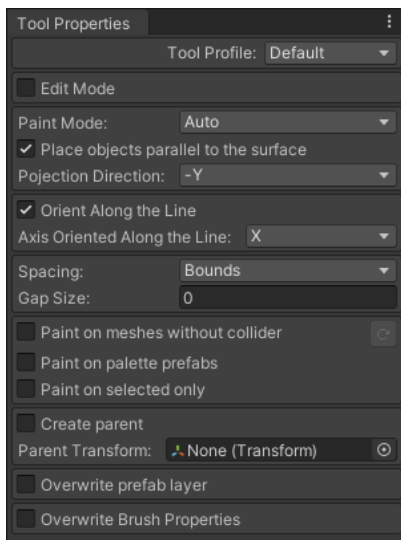 Tool Properties
Tool Profile: Default
Edit Mode
Paint Mode: Auto
Place objects parallel to the surface
Pojection Direction: -Y
Orient Along the Line
Axis Oriented Along the Line: X
Spacing: Bounds
Gap Size: 0
Paint on meshes without collider
Paint on palette prefabs
Paint on selected only
Create parent
Parent Transform: None (Transform)
Overwrite prefab layer
Overwrite Brush Properties